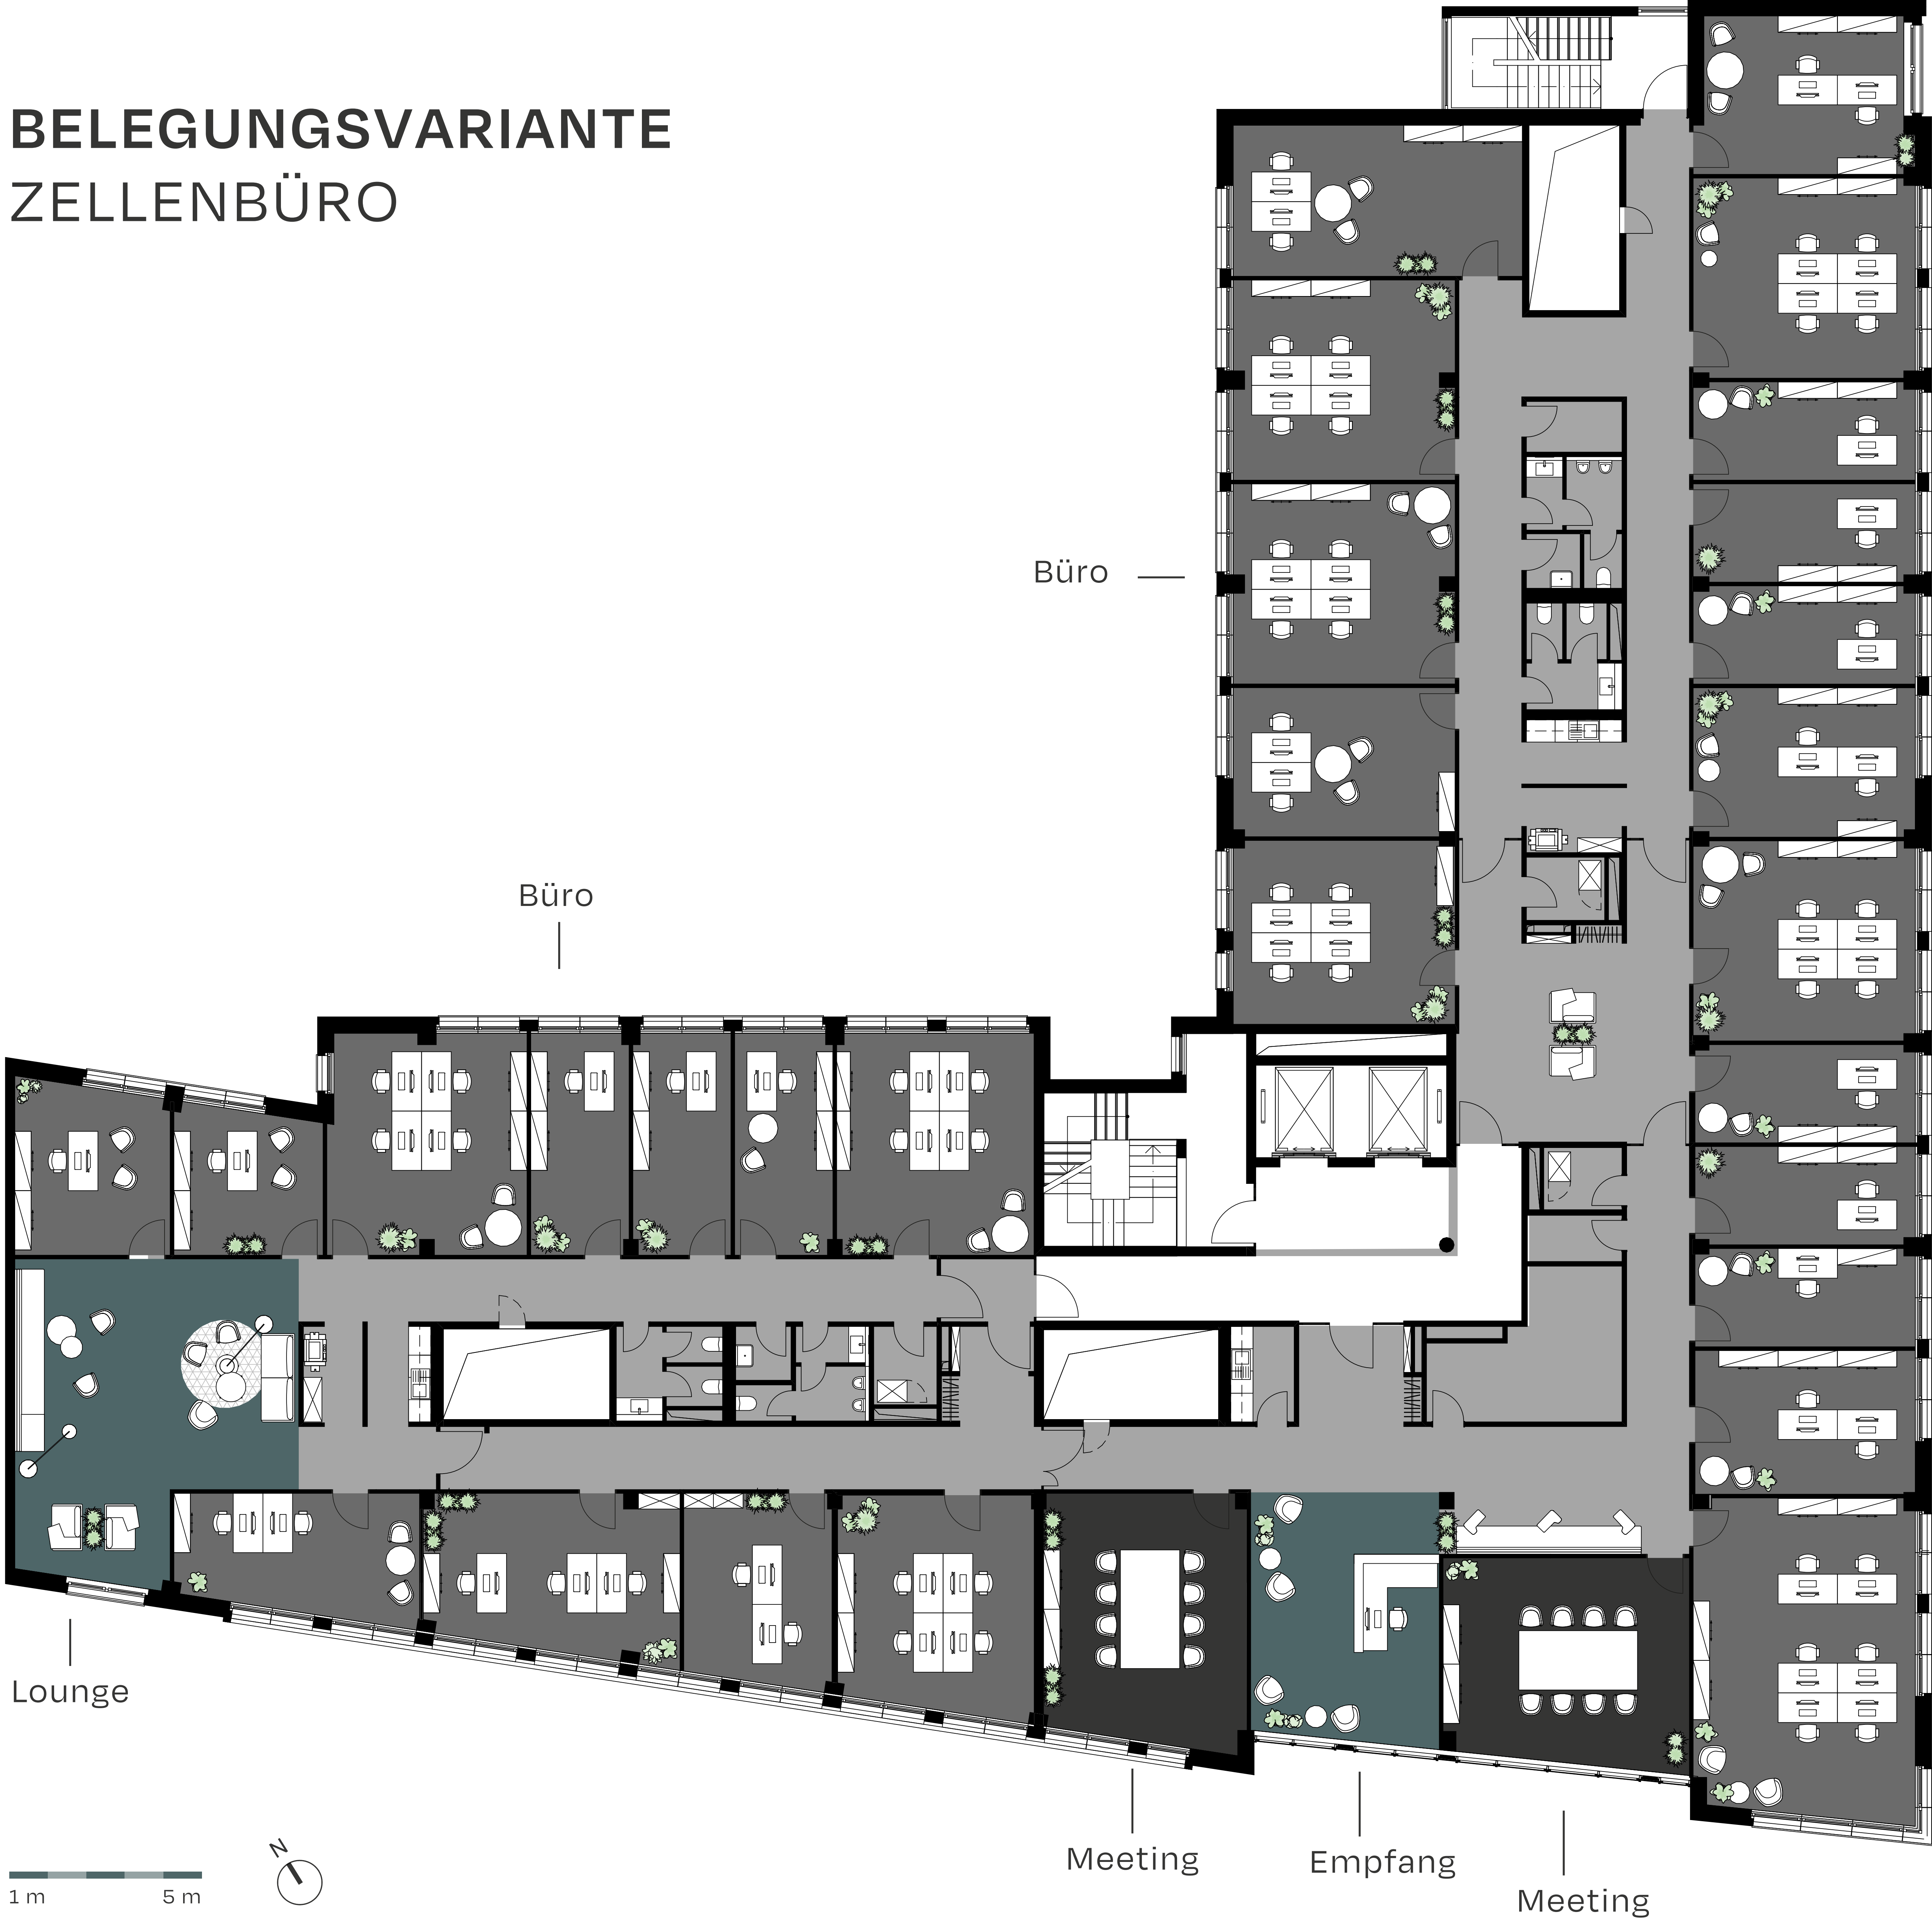 BELEGUNGSVARIANTE
ZELLENBÜRO
Büro
Büro
Lounge
Meeting
Empfang
Meeting
N
1 m 5 m